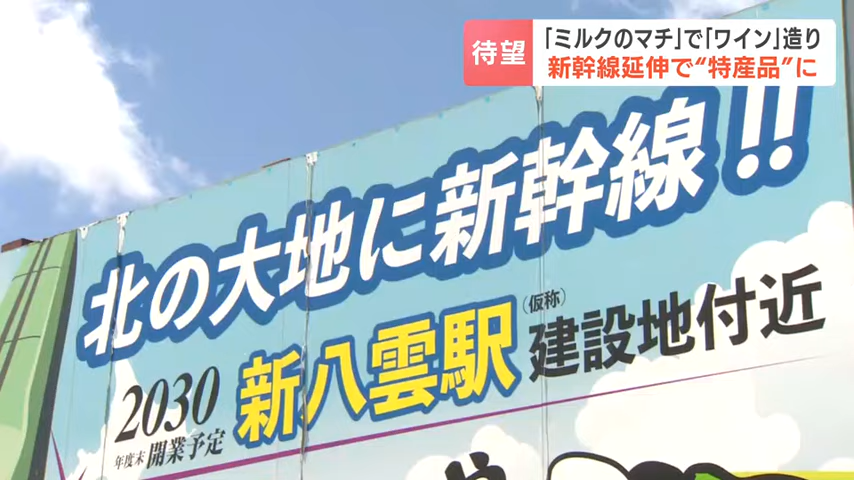 待望
「ミルクのマチ」で「ワイン」造り
新幹線延伸で“特産品”に
北の大地に新幹線!!
2030
年度末開業予定
新八雲駅
(仮称)
建設地付近
や